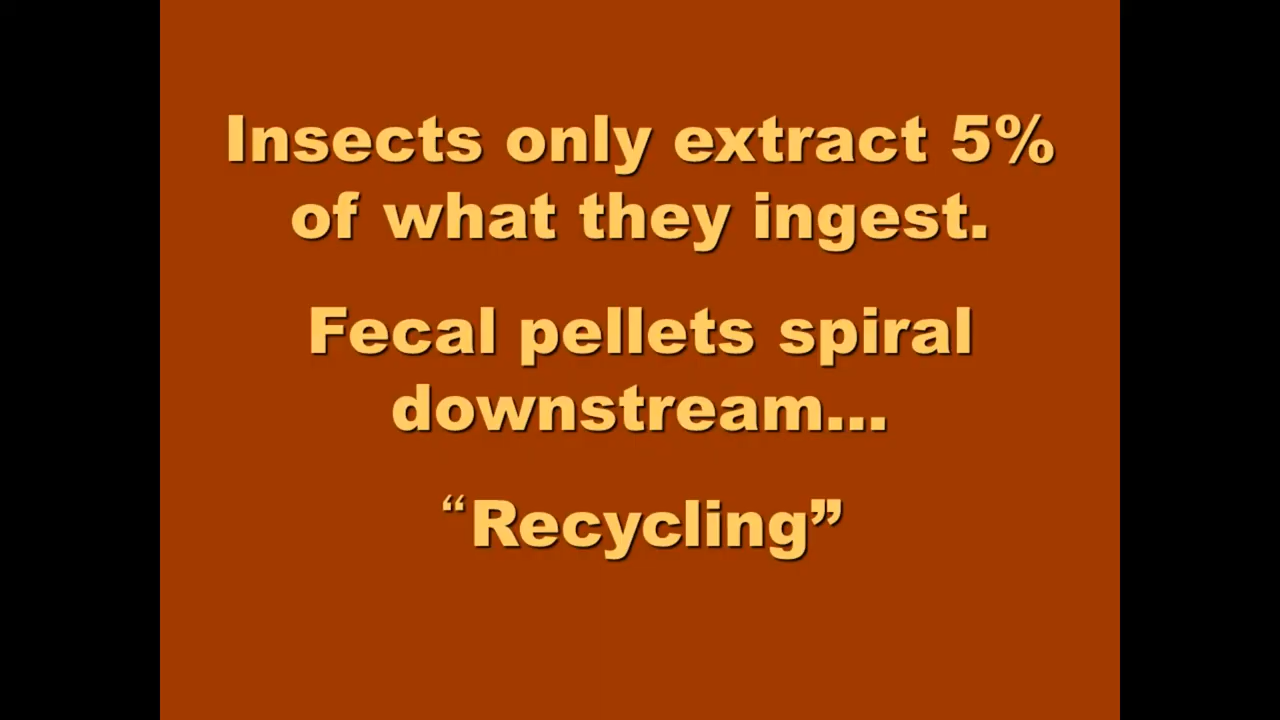 Insects only extract 5%
of what they ingest.
Fecal pellets spiral
downstream…
“Recycling”